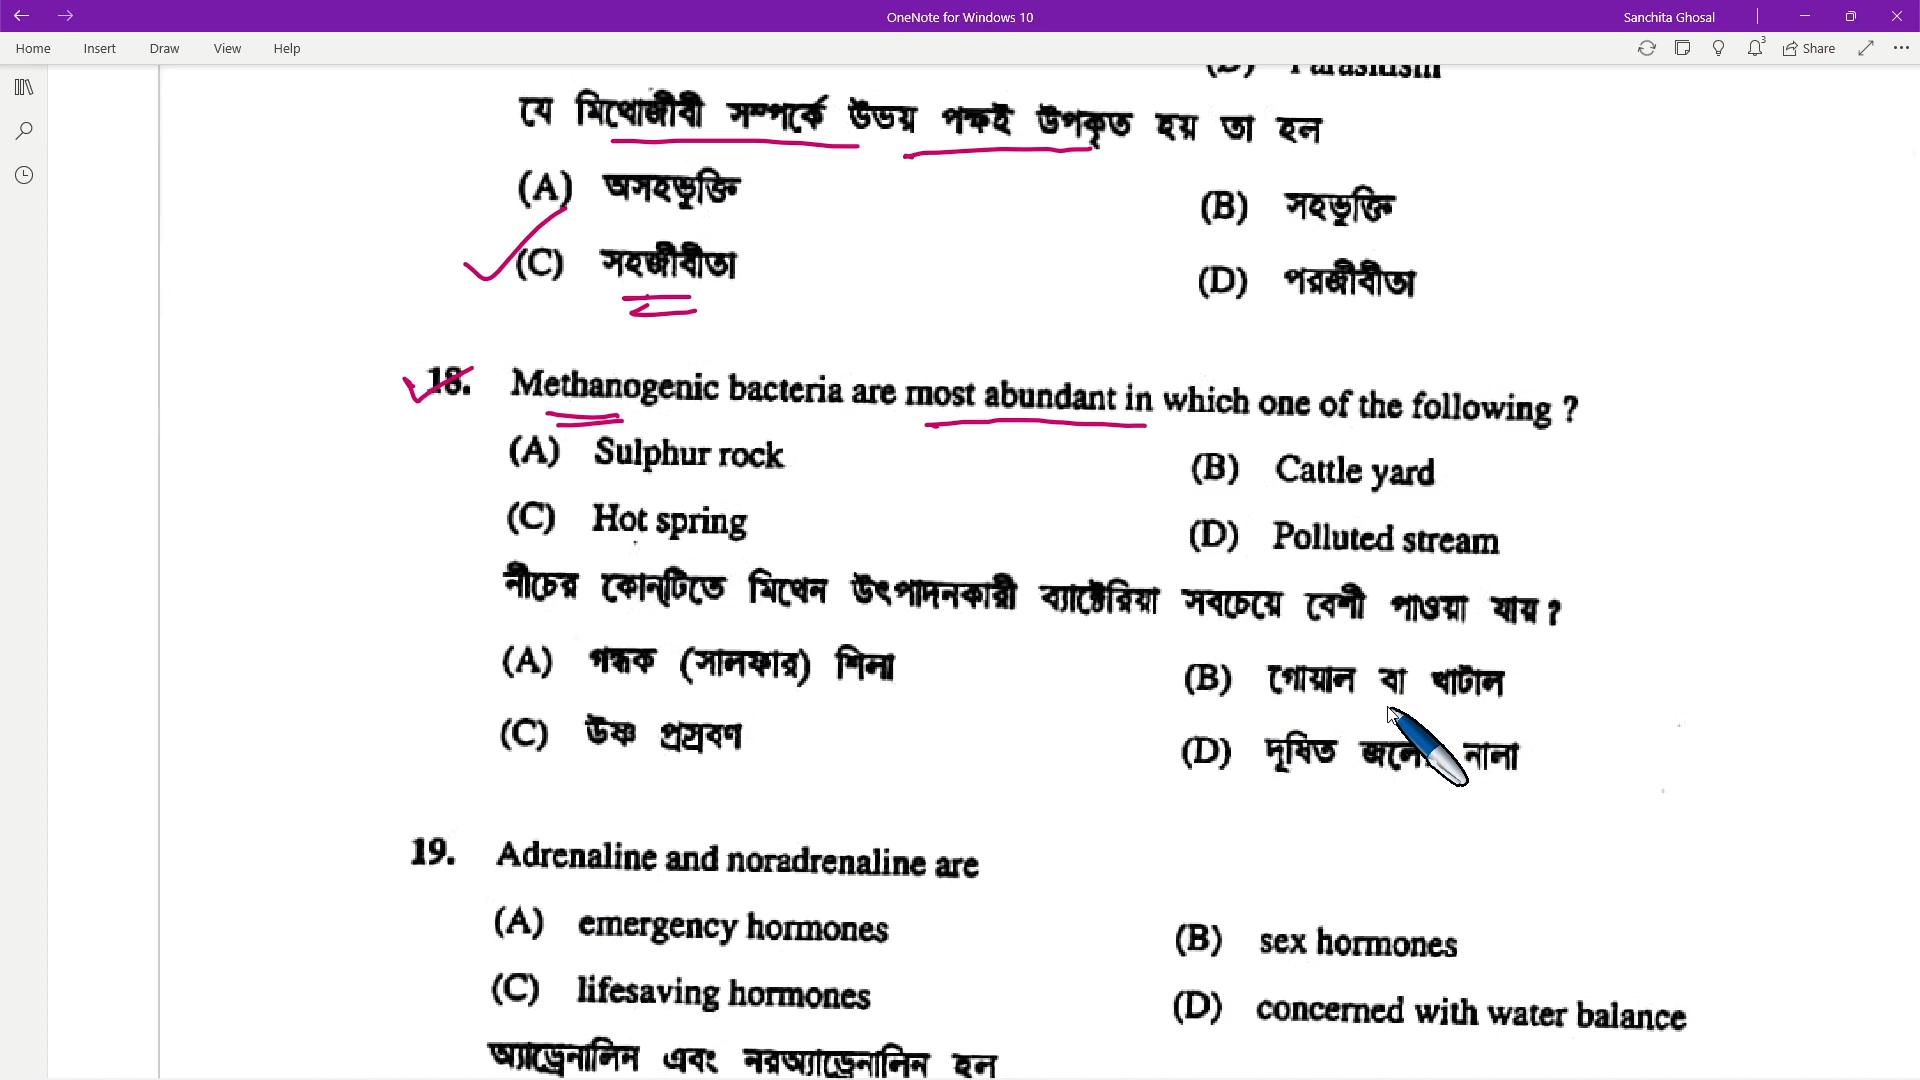 OneNote for Windows 10
Sanchita Ghosal
Home Insert Draw View Help
3 Share
(D) Parasitism
যে মিথোজীবী সম্পর্কে উভয় পক্ষই উপকৃত হয় তা হল
(A) অসহভুক্তি (B) সহভুক্তি
(C) সহজীবীতা (D) পরজীবীতা
18. Methanogenic bacteria are most abundant in which one of the following ?
(A) Sulphur rock (B) Cattle yard
(C) Hot spring (D) Polluted stream
নীচের কোন্‌টিতে মিথেন উৎপাদনকারী ব্যাক্টেরিয়া সবচেয়ে বেশী পাওয়া যায় ?
(A) গন্ধক (সালফার) শিলা (B) গোয়াল বা খাটাল
(C) উষ্ণ প্রস্রবণ (D) দূষিত নালা
19. Adrenaline and noradrenaline are
(A) emergency hormones (B) sex hormones
(C) lifesaving hormones (D) concerned with water balance
অ্যাড্রেনালিন এবং নরঅ্যাড্রেনালিন হল